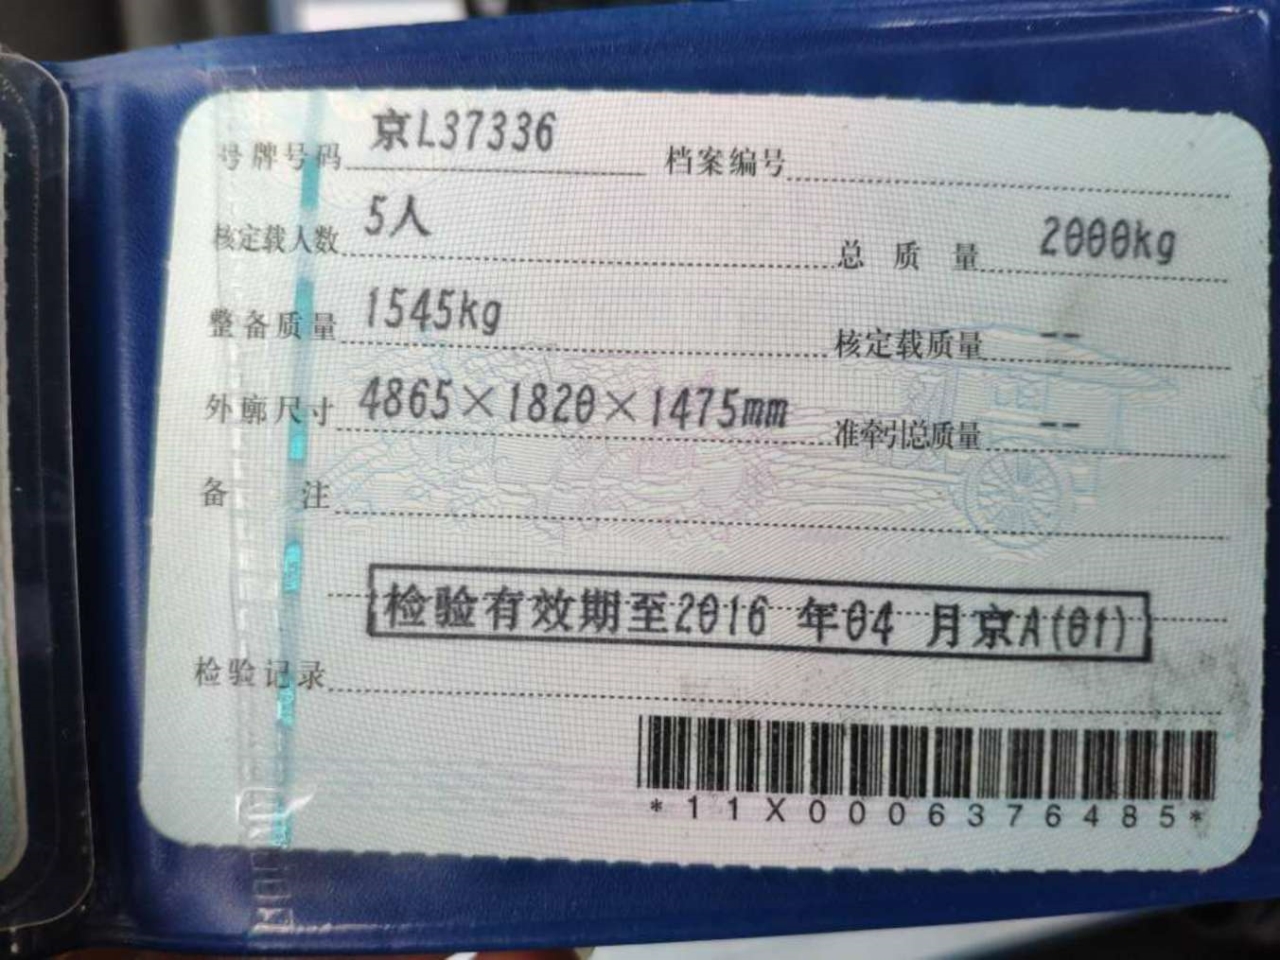 号牌号码 京L37336 档案编号
核定载人数 5人 总质量 2000kg
整备质量 1545kg 核定载质量 --
外廓尺寸 4865×1820×1475mm 准牵引总质量 --
备注
检验有效期至2016 年04 月京A(01)
检验记录
*11X0006376485*